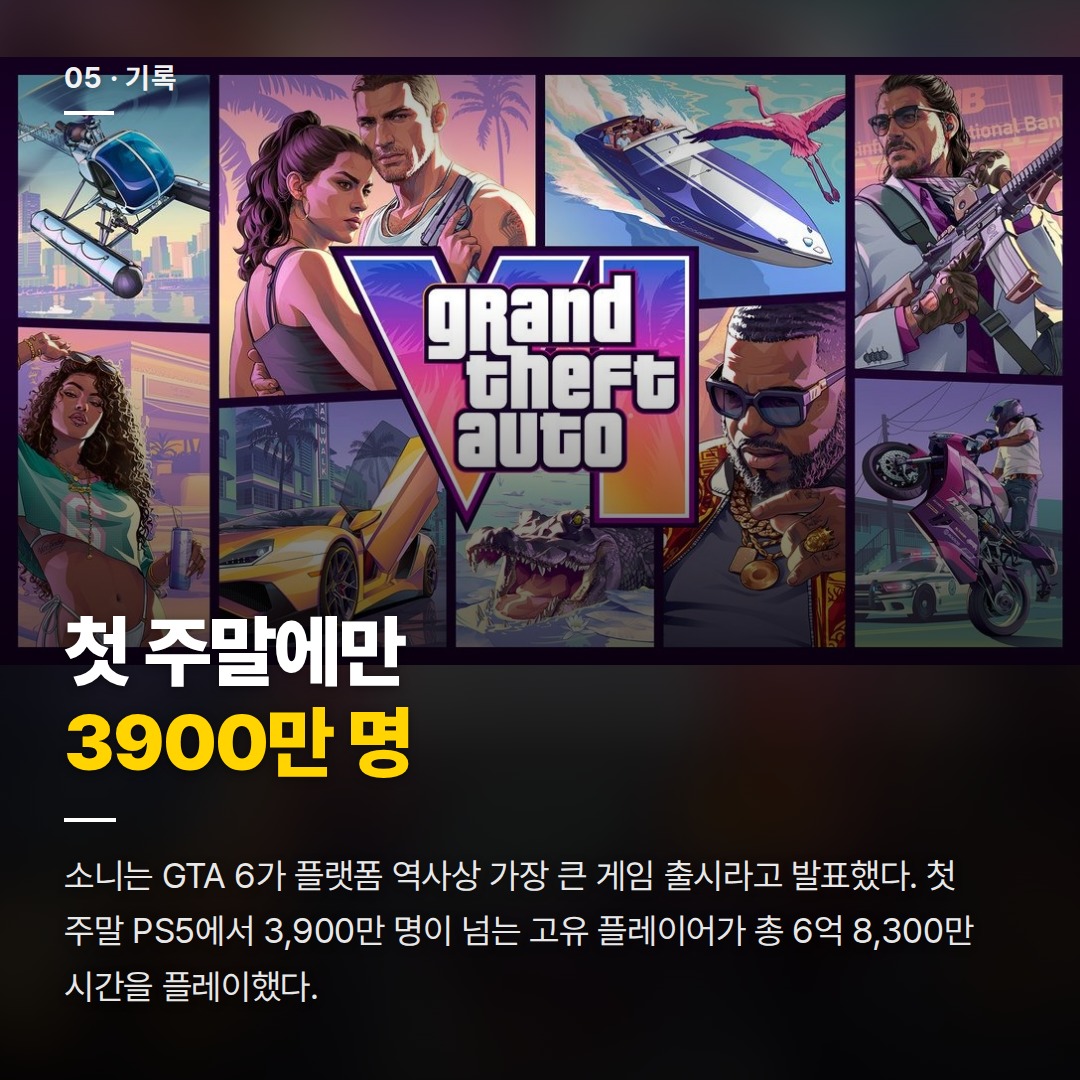 05 · 기록
grand
theft
auto
VI
첫 주말에만
3900만 명
소니는 GTA 6가 플랫폼 역사상 가장 큰 게임 출시라고 발표했다. 첫
주말 PS5에서 3,900만 명이 넘는 고유 플레이어가 총 6억 8,300만
시간을 플레이했다.